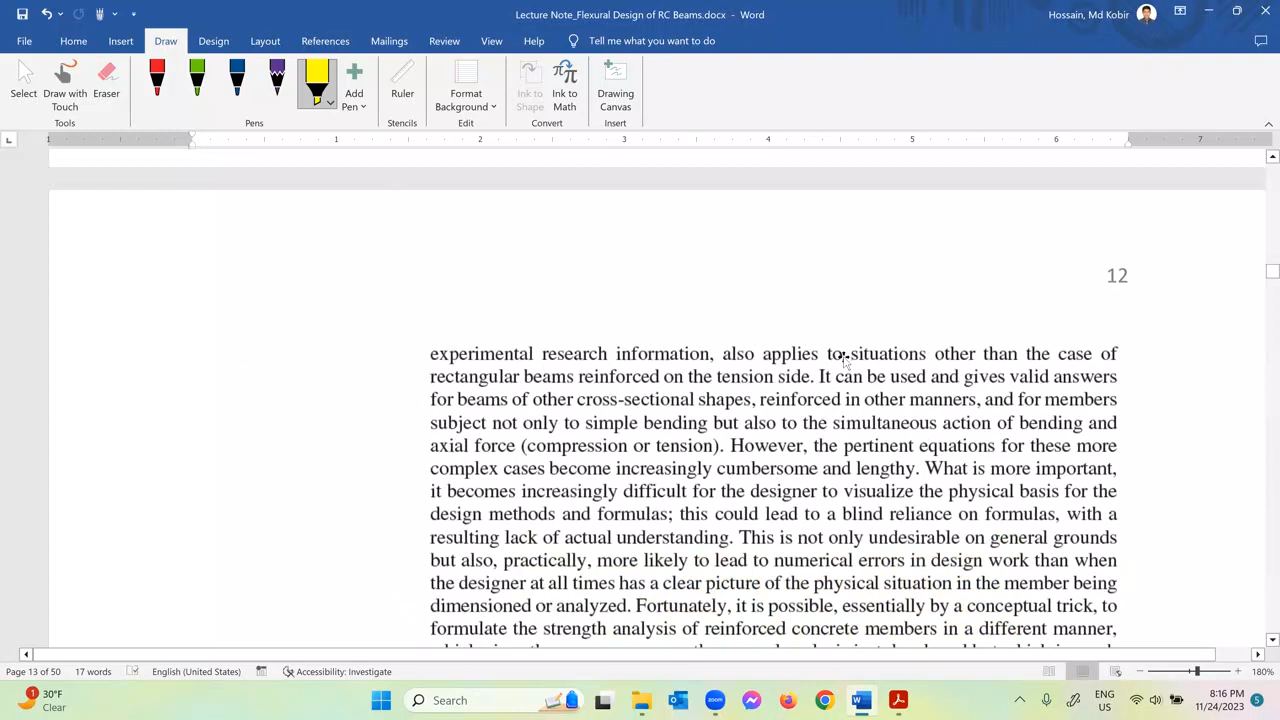 Lecture Note_Flexural Design of RC Beams.docx - Word
Hossain, Md Kobir
File Home Insert Draw Design Layout References Mailings Review View Help Tell me what you want to do
Select
Draw with Touch
Eraser
Add Pen
Ruler
Format Background
Ink to Shape
Ink to Math
Drawing Canvas
Tools Pens Stencils Edit Convert Insert
1 1 2 3 4 5 6 7
12
experimental research information, also applies to situations other than the case of
rectangular beams reinforced on the tension side. It can be used and gives valid answers
for beams of other cross-sectional shapes, reinforced in other manners, and for members
subject not only to simple bending but also to the simultaneous action of bending and
axial force (compression or tension). However, the pertinent equations for these more
complex cases become increasingly cumbersome and lengthy. What is more important,
it becomes increasingly difficult for the designer to visualize the physical basis for the
design methods and formulas; this could lead to a blind reliance on formulas, with a
resulting lack of actual understanding. This is not only undesirable on general grounds
but also, practically, more likely to lead to numerical errors in design work than when
the designer at all times has a clear picture of the physical situation in the member being
dimensioned or analyzed. Fortunately, it is possible, essentially by a conceptual trick, to
formulate the strength analysis of reinforced concrete members in a different manner,
Page 13 of 50 17 words English (United States) Accessibility: Investigate 180%
1
30°F
Clear
Search
ENG
US
8:16 PM
11/24/2023
5